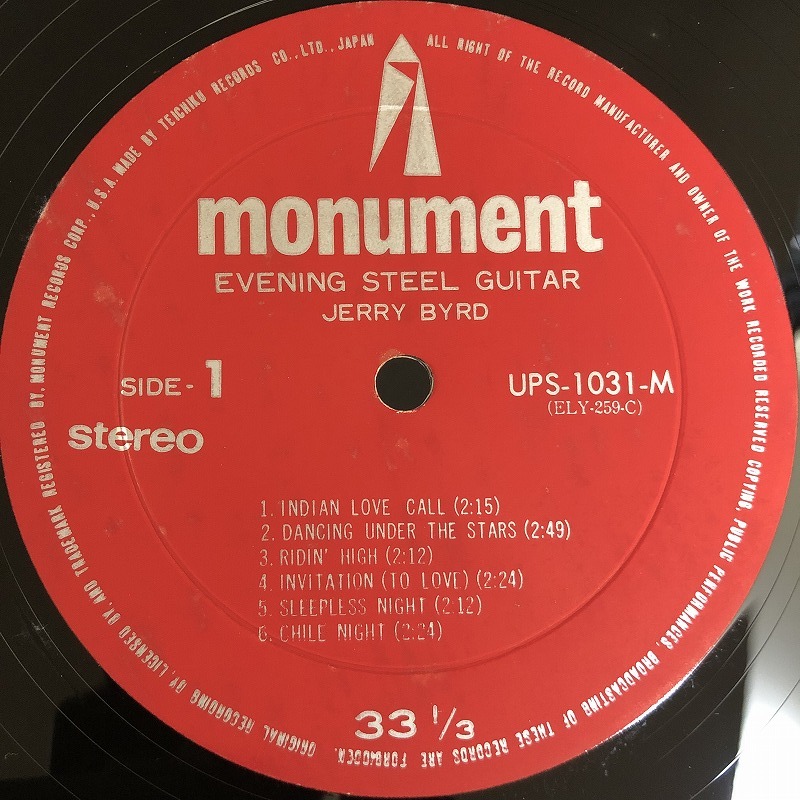 ORIGINAL RECORDING BY, LICENSED BY, AND TRADEMARK REGISTERED BY, MONUMENT RECORDS CORP., U.S.A. MADE BY TEICHIKU RECORDS CO., LTD., JAPAN
ALL RIGHT OF THE RECORD MANUFACTURER AND OWNER OF THE WORK RECORDED RESERVED COPYING, PUBLIC PERFORMANCES, BROADCASTING OF THESE RECORDS ARE FORBODEN.
monument
EVENING STEEL GUITAR
JERRY BYRD
SIDE-1
UPS-1031-M
(ELY-259-C)
stereo
1. INDIAN LOVE CALL (2:15)
2. DANCING UNDER THE STARS (2:49)
3. RIDIN' HIGH (2:12)
4. INVITATION (TO LOVE) (2:24)
5. SLEEPLESS NIGHT (2:12)
6. CHILE NIGHT (2:24)
33 1/3